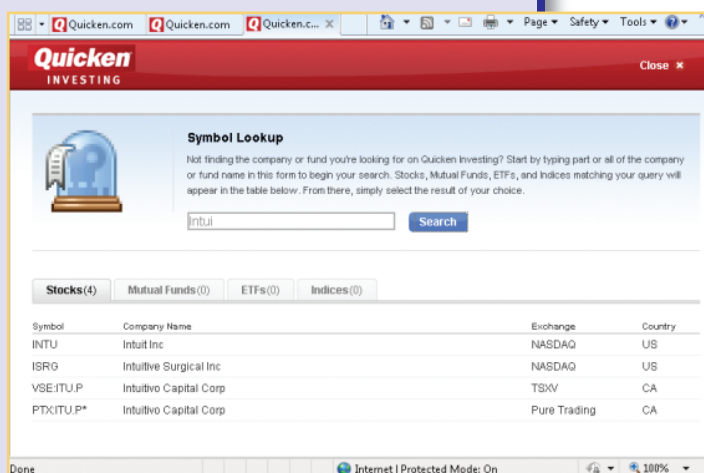 Quicken.com Quicken.com Quicken.c... X Page Safety Tools
Quicken
INVESTING
Close ×
Symbol Lookup
Not finding the company or fund you're looking for on Quicken Investing? Start by typing part or all of the company
or fund name in this form to begin your search. Stocks, Mutual Funds, ETFs, and Indices matching your query will
appear in the table below. From there, simply select the result of your choice.
Intui Search
Stocks(4) Mutual Funds(0) ETFs(0) Indices(0)
Symbol Company Name Exchange Country
INTU Intuit Inc NASDAQ US
ISRG Intuitive Surgical Inc NASDAQ US
VSE:ITU.P Intuitivo Capital Corp TSXV CA
PTX:ITU.P* Intuitivo Capital Corp Pure Trading CA
Done Internet | Protected Mode: On 100%